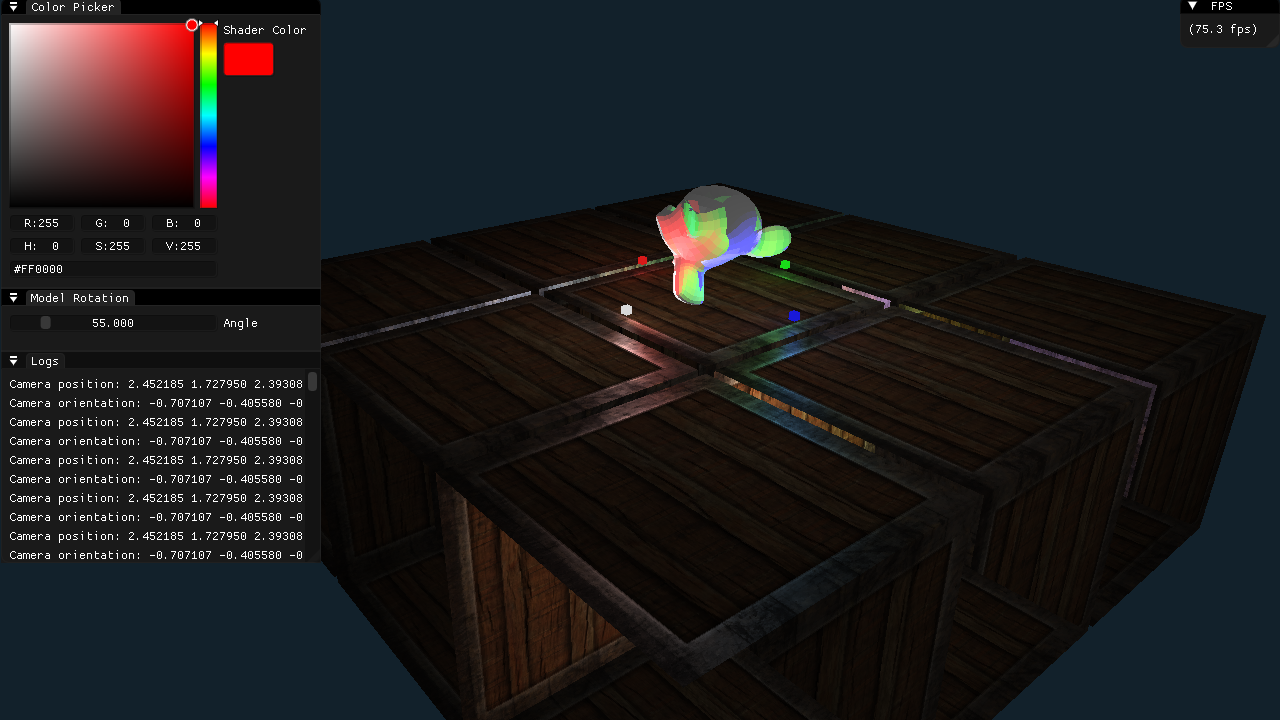 Color Picker
Shader Color
R:255 G: 0 B: 0
H: 0 S:255 V:255
#FF0000
Model Rotation
55.000 Angle
Logs
Camera position: 2.452185 1.727950 2.39308
Camera orientation: -0.707107 -0.405580 -0
Camera position: 2.452185 1.727950 2.39308
Camera orientation: -0.707107 -0.405580 -0
Camera position: 2.452185 1.727950 2.39308
Camera orientation: -0.707107 -0.405580 -0
Camera position: 2.452185 1.727950 2.39308
Camera orientation: -0.707107 -0.405580 -0
Camera position: 2.452185 1.727950 2.39308
Camera orientation: -0.707107 -0.405580 -0
FPS
(75.3 fps)